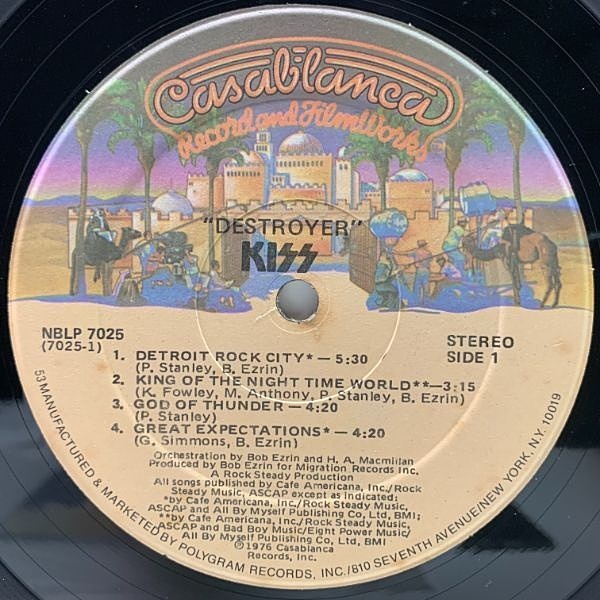 Casablanca
Record and FilmWorks
"DESTROYER"
KISS
NBLP 7025
(7025-1)
STEREO
SIDE 1
1. DETROIT ROCK CITY* — 5:30
(P. Stanley, B. Ezrin)
2. KING OF THE NIGHT TIME WORLD**—3:15
(K. Fowley, M. Anthony, P. Stanley, B. Ezrin)
3. GOD OF THUNDER — 4:20
(P. Stanley)
4. GREAT EXPECTATIONS* — 4:20
(G. Simmons, B. Ezrin)
Orchestration by Bob Ezrin and H. A. Macmillan
Produced by Bob Ezrin for Migration Records Inc.
A Rock Steady Production
All songs published by Cafe Americana, Inc./Rock
Steady Music, ASCAP except as indicated:
*by Cafe Americana, Inc./Rock Steady Music,
ASCAP and All By Myself Publishing Co, Ltd, BMI;
**by Cafe Americana, Inc./Rock Steady Music
ASCAP and Bad Boy Music/Eight Power Music/
All By Myself Publishing Co, Ltd, BMI
℗1976 Casablanca
Records, Inc.
53 MANUFACTURED & MARKETED BY POLYGRAM RECORDS, INC./810 SEVENTH AVENUE/NEW YORK, N.Y. 10019